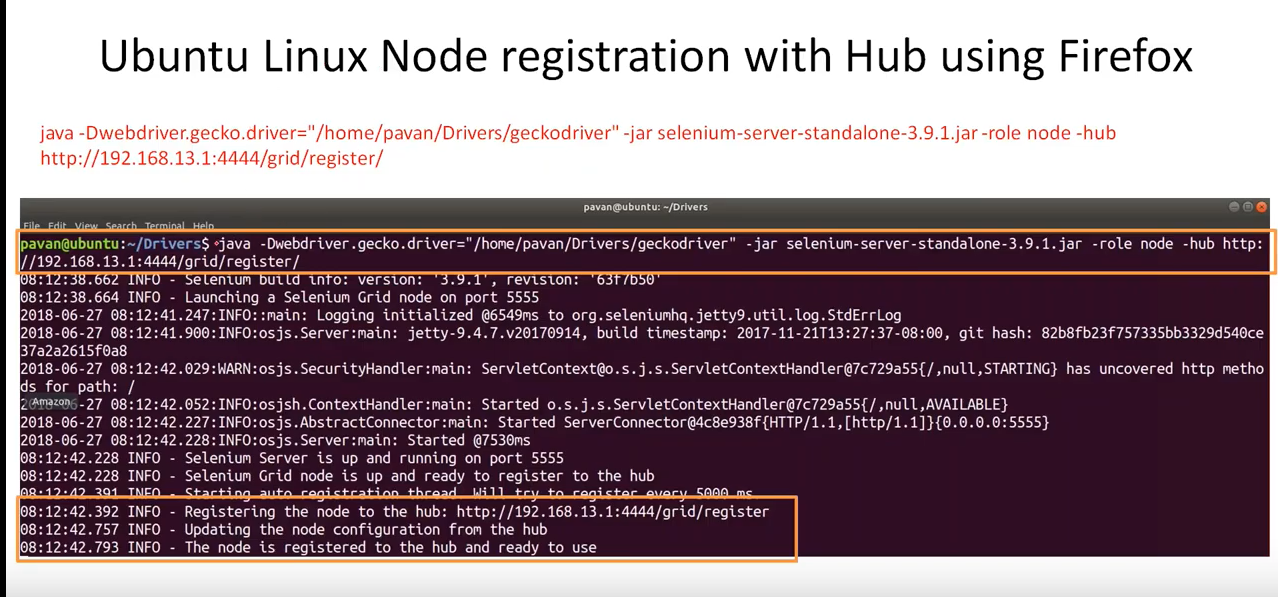 Ubuntu Linux Node registration with Hub using Firefox
java -Dwebdriver.gecko.driver="/home/pavan/Drivers/geckodriver" -jar selenium-server-standalone-3.9.1.jar -role node -hub
http://192.168.13.1:4444/grid/register/
pavan@ubuntu: ~/Drivers
File Edit View Search Terminal Help
pavan@ubuntu:~/Drivers$ java -Dwebdriver.gecko.driver="/home/pavan/Drivers/geckodriver" -jar selenium-server-standalone-3.9.1.jar -role node -hub http:
//192.168.13.1:4444/grid/register/
08:12:38.662 INFO - Selenium build info: version: '3.9.1', revision: '63f7b50'
08:12:38.664 INFO - Launching a Selenium Grid node on port 5555
2018-06-27 08:12:41.247:INFO::main: Logging initialized @6549ms to org.seleniumhq.jetty9.util.log.StdErrLog
2018-06-27 08:12:41.900:INFO:osjs.Server:main: jetty-9.4.7.v20170914, build timestamp: 2017-11-21T13:27:37-08:00, git hash: 82b8fb23f757335bb3329d540ce
37a2a2615f0a8
2018-06-27 08:12:42.029:WARN:osjs.SecurityHandler:main: ServletContext@o.s.j.s.ServletContextHandler@7c729a55{/,null,STARTING} has uncovered http metho
ds for path: /
Amazon
2018-06-27 08:12:42.052:INFO:osjsh.ContextHandler:main: Started o.s.j.s.ServletContextHandler@7c729a55{/,null,AVAILABLE}
2018-06-27 08:12:42.227:INFO:osjs.AbstractConnector:main: Started ServerConnector@4c8e938f{HTTP/1.1,[http/1.1]}{0.0.0.0:5555}
2018-06-27 08:12:42.228:INFO:osjs.Server:main: Started @7530ms
08:12:42.228 INFO - Selenium Server is up and running on port 5555
08:12:42.228 INFO - Selenium Grid node is up and ready to register to the hub
08:12:42.391 INFO - Starting auto registration thread. Will try to register every 5000 ms.
08:12:42.392 INFO - Registering the node to the hub: http://192.168.13.1:4444/grid/register
08:12:42.757 INFO - Updating the node configuration from the hub
08:12:42.793 INFO - The node is registered to the hub and ready to use